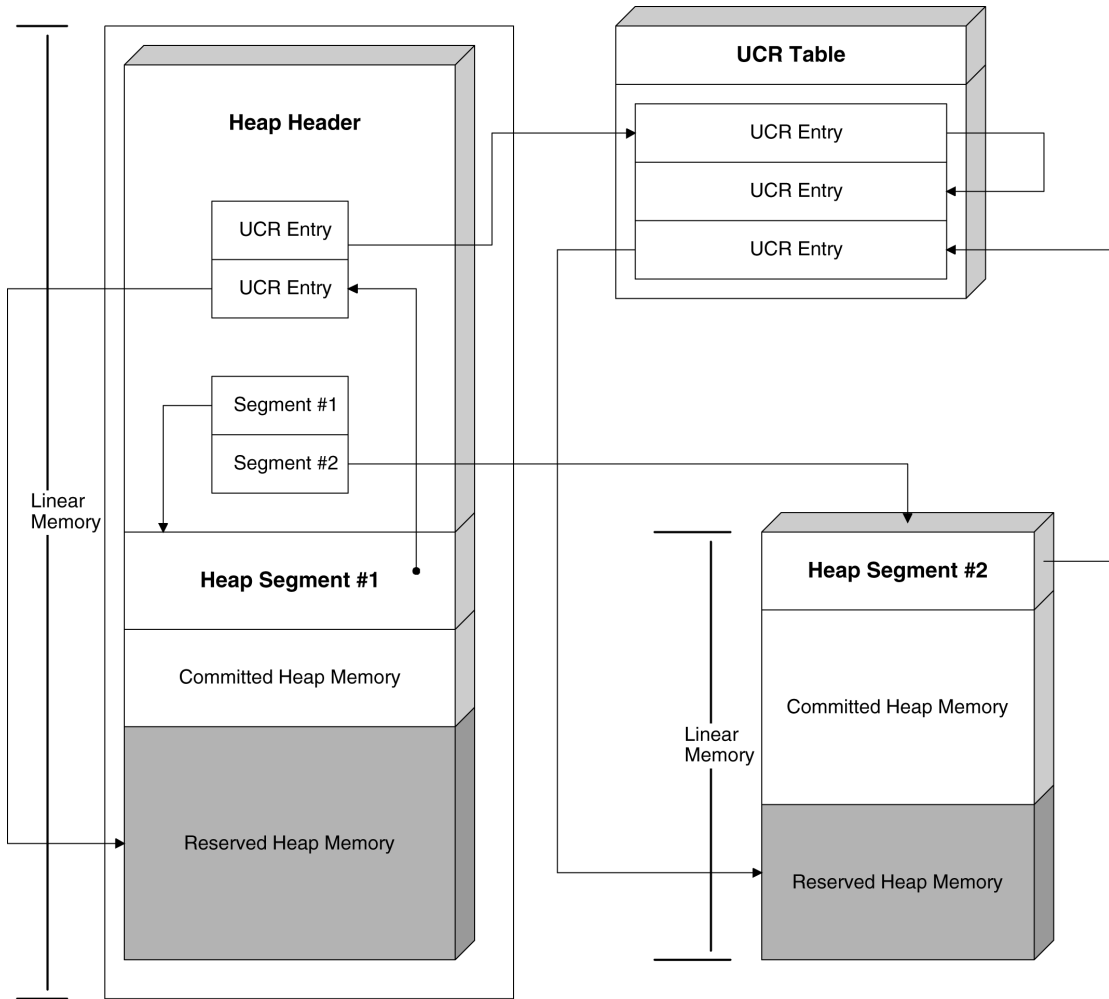 Heap Header
UCR Entry
UCR Entry
Segment #1
Segment #2
Linear
Memory
Heap Segment #1
Committed Heap Memory
Reserved Heap Memory
UCR Table
UCR Entry
UCR Entry
UCR Entry
Heap Segment #2
Committed Heap Memory
Linear
Memory
Reserved Heap Memory